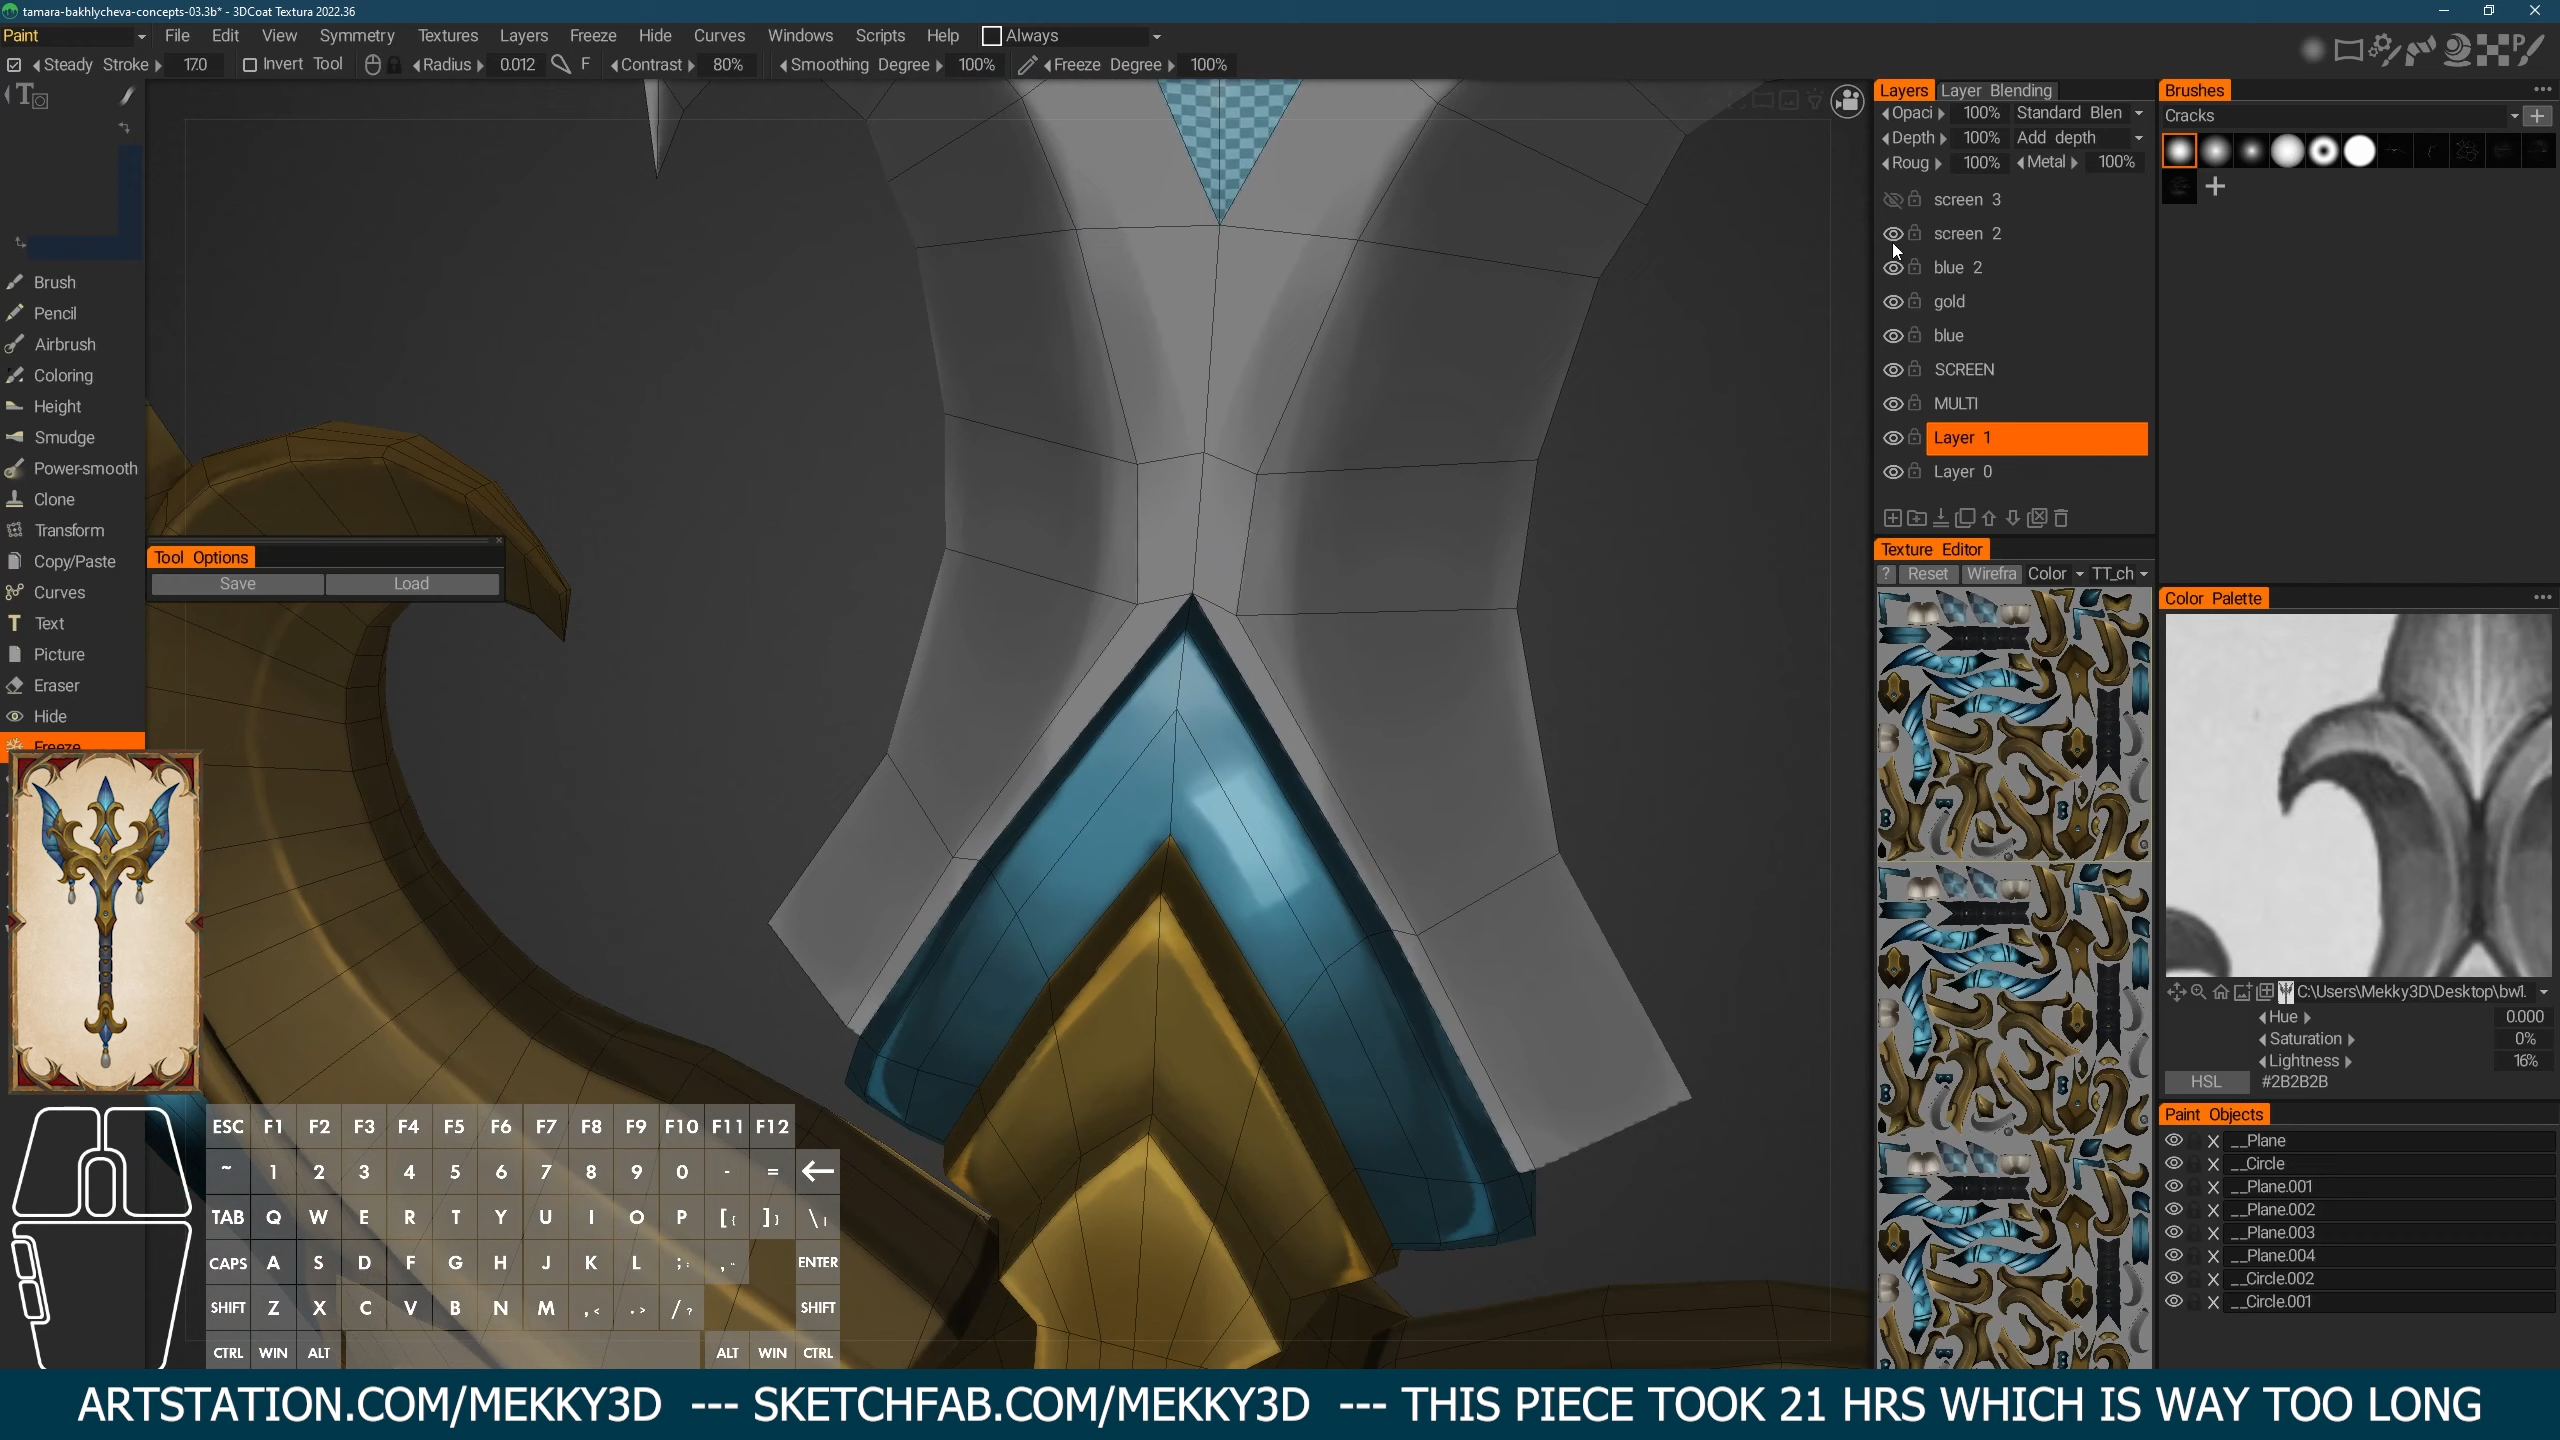 tamara-bakhlycheva-concepts-03.3b* - 3DCoat Textura 2022.36
Paint File Edit View Symmetry Textures Layers Freeze Hide Curves Windows Scripts Help Always
Steady Stroke 17.0 Invert Tool Radius 0.012 F Contrast 80% Smoothing Degree 100% Freeze Degree 100%
Brush
Pencil
Airbrush
Coloring
Height
Smudge
Power-smooth
Clone
Transform
Copy/Paste
Curves
Text
Picture
Eraser
Hide
Freeze
Tool Options
Save Load
Layers Layer Blending
Opaci 100% Standard Blen
Depth 100% Add depth
Roug 100% Metal 100%
screen 3
screen 2
blue 2
gold
blue
SCREEN
MULTI
Layer 1
Layer 0
Texture Editor
? Reset Wirefra Color TT_ch
Brushes
Cracks
Color Palette
C:\Users\Mekky3D\Desktop\bw1.
Hue 0.000
Saturation 0%
Lightness 16%
HSL #2B2B2B
Paint Objects
X __Plane
X __Circle
X __Plane.001
X __Plane.002
X __Plane.003
X __Plane.004
X __Circle.002
X __Circle.001
ESC F1 F2 F3 F4 F5 F6 F7 F8 F9 F10 F11 F12
~ 1 2 3 4 5 6 7 8 9 0 - =
TAB Q W E R T Y U I O P [{ ]} \|
CAPS A S D F G H J K L ;: ," ENTER
SHIFT Z X C V B N M ,< .> /? SHIFT
CTRL WIN ALT ALT WIN CTRL
ARTSTATION.COM/MEKKY3D --- SKETCHFAB.COM/MEKKY3D --- THIS PIECE TOOK 21 HRS WHICH IS WAY TOO LONG